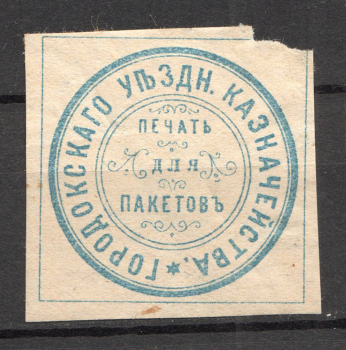 ГОРОДОКСКАГО УѢЗДН. КАЗНАЧЕЙСТВА.
ПЕЧАТЬ
ДЛЯ
ПАКЕТОВЪ